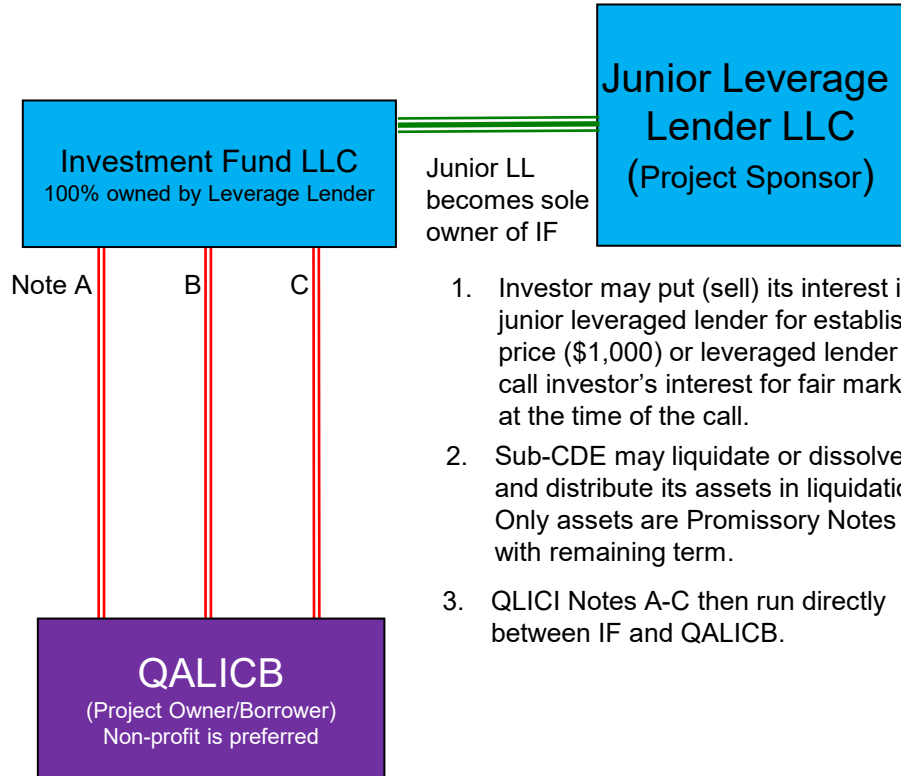 Junior Leverage
Lender LLC
(Project Sponsor)
Investment Fund LLC
100% owned by Leverage Lender
Junior LL
becomes sole
owner of IF
Note A
B
C
1. Investor may put (sell) its interest
junior leveraged lender for
price ($1,000) or leveraged lender
call investor’s interest for fair
at the time of the call.
2. Sub-CDE may liquidate or dissolve
and distribute its assets in
Only assets are Promissory Notes
with remaining term.
3. QLICI Notes A-C then run directly
between IF and QALICB.
QALICB
(Project Owner/Borrower)
Non-profit is preferred